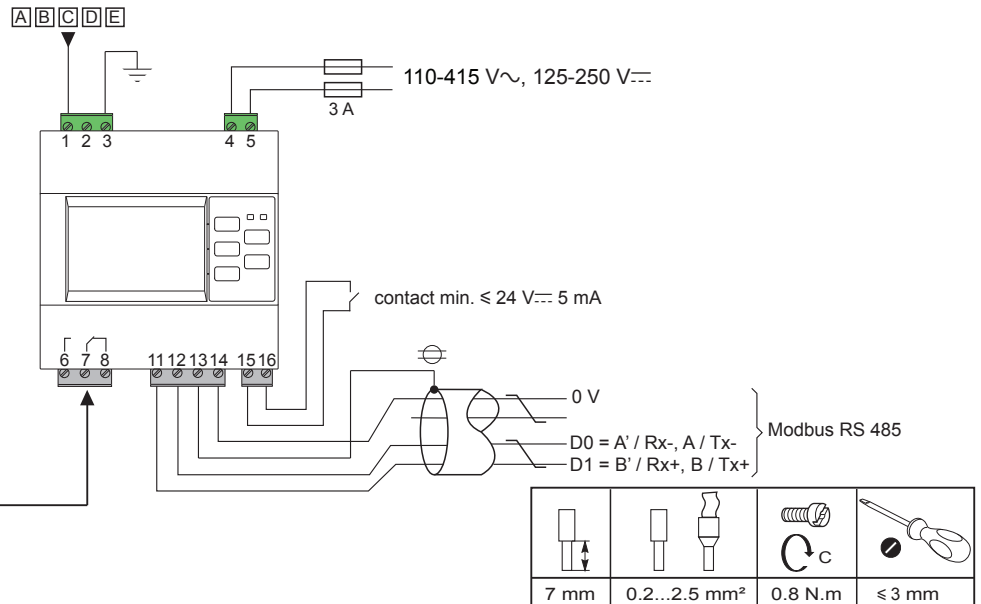 A B C D E
110-415 V∼, 125-250 V⎓
3 A
1 2 3
4 5
contact min. ≤ 24 V⎓ 5 mA
6 7 8
11 12 13 14
15 16
0 V
D0 = A' / Rx-, A / Tx-
D1 = B' / Rx+, B / Tx+
Modbus RS 485
C
7 mm
0.2...2.5 mm²
0.8 N.m
≤ 3 mm